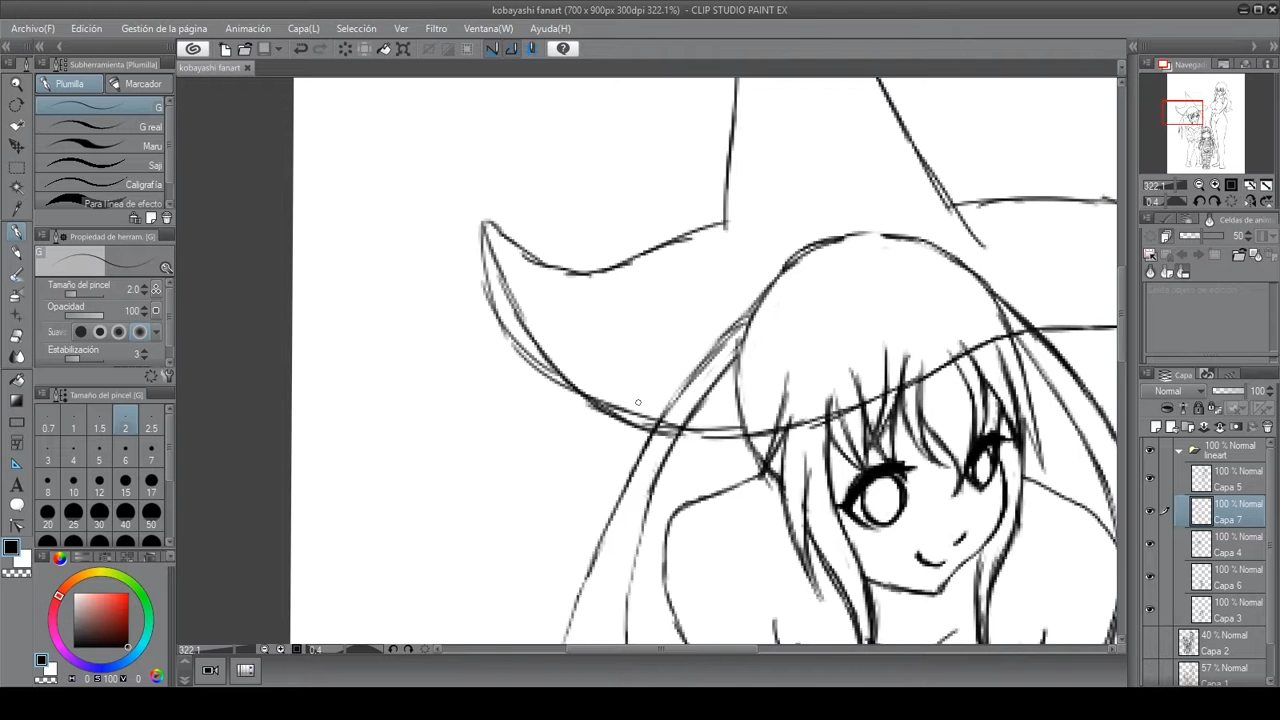 kobayashi fanart (700 x 900px 300dpi 322.1%) - CLIP STUDIO PAINT EX
Archivo(F) Edición Gestión de la página Animación Capa(L) Selección Ver Filtro Ventana(W) Ayuda(H)
Subherramienta [Plumilla]
kobayashi fanart
Navegad
Plumilla Marcador
G
G real
Maru
Saji
Caligrafía
Para línea de efecto
322.1
0.4
Propiedad de herram. [G]
Celdas de anim
G
50
Tamaño del pincel 2.0
Opacidad 100
Suav
Estabilización 3
Capa
Normal 100
Tamaño del pincel [G]
0.7 1 1.5 2 2.5
3 4 5 6 7
8 10 12 15 17
20 25 30 40 50
100 % Normal
lineart
100 % Normal
Capa 5
100 % Normal
Capa 7
100 % Normal
Capa 4
100 % Normal
Capa 6
100 % Normal
Capa 3
40 % Normal
Capa 2
57 % Normal
Capa 1
322.1 0.4
H 0 S 100 V 0